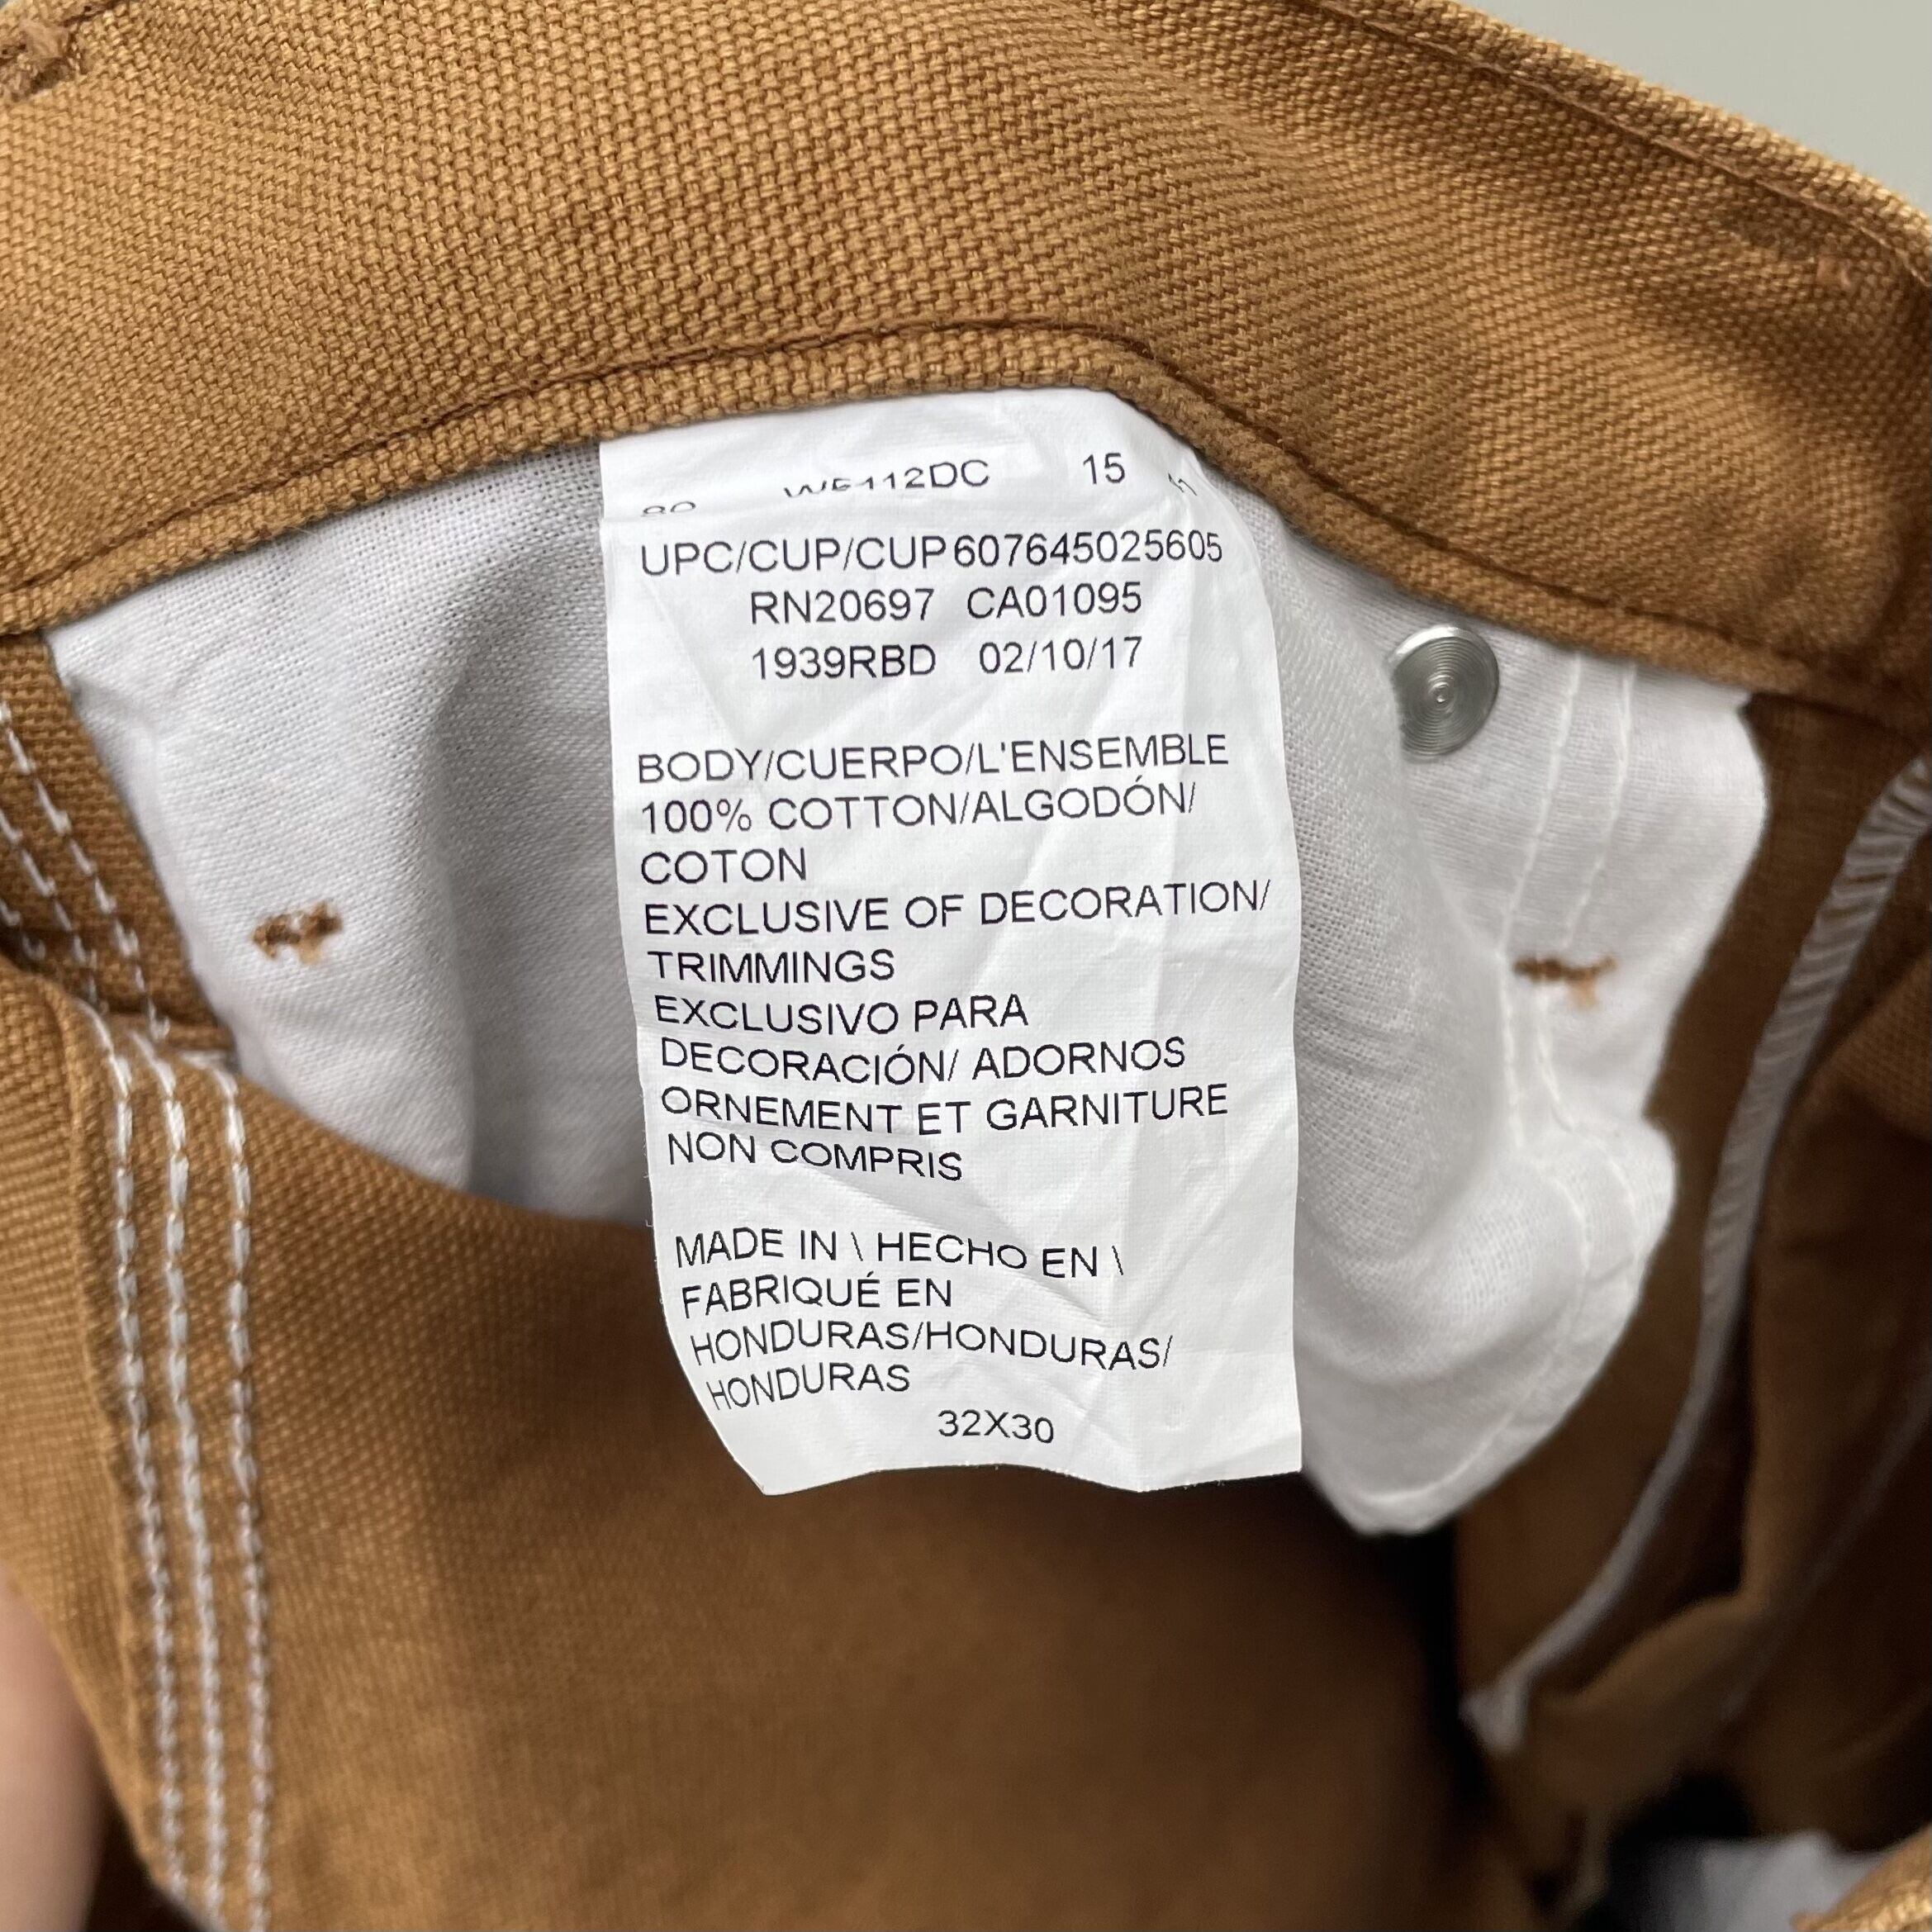 15
UPC/CUP/CUP 607645025605
RN20697 CA01095
1939RBD 02/10/17
BODY/CUERPO/L'ENSEMBLE
100% COTTON/ALGODÓN/
COTON
EXCLUSIVE OF DECORATION/
TRIMMINGS
EXCLUSIVO PARA
DECORACIÓN/ ADORNOS
ORNEMENT ET GARNITURE
NON COMPRIS
MADE IN \ HECHO EN \
FABRIQUÉ EN
HONDURAS/HONDURAS/
HONDURAS
32X30